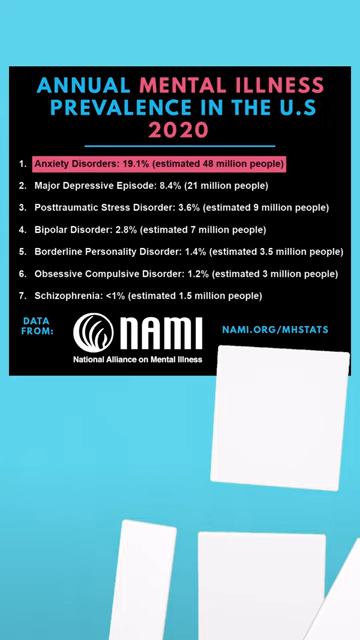 ANNUAL MENTAL ILLNESS
PREVALENCE IN THE U.S
2020
1. Anxiety Disorders: 19.1% (estimated 48 million people)
2. Major Depressive Episode: 8.4% (21 million people)
3. Posttraumatic Stress Disorder: 3.6% (estimated 9 million people)
4. Bipolar Disorder: 2.8% (estimated 7 million people)
5. Borderline Personality Disorder: 1.4% (estimated 3.5 million people)
6. Obsessive Compulsive Disorder: 1.2% (estimated 3 million people)
7. Schizophrenia: <1% (estimated 1.5 million people)
DATA
FROM:
NAMI
National Alliance on Mental Illness
NAMI.ORG/MHSTATS